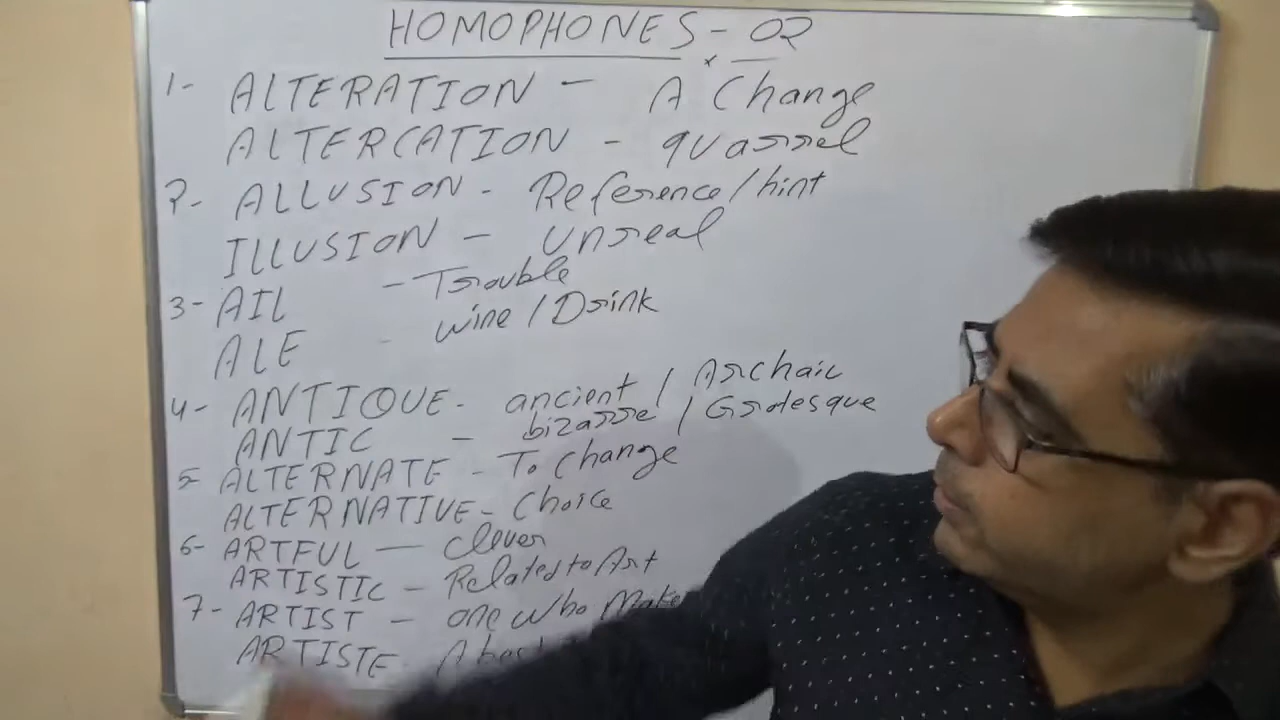 HOMOPHONES - 02
1- ALTERATION - A Change
ALTERCATION - quarrel
2- ALLUSION - Reference/hint
ILLUSION - Unreal
3- AIL - Trouble
ALE - wine/Drink
4- ANTIQUE - ancient / Archaic
ANTIC - bizarre / Grotesque
5- ALTERNATE - To change
ALTERNATIVE - Choice
6- ARTFUL - Clever
ARTISTIC - Related to Art
7- ARTIST - one who Make
ARTISTE - A